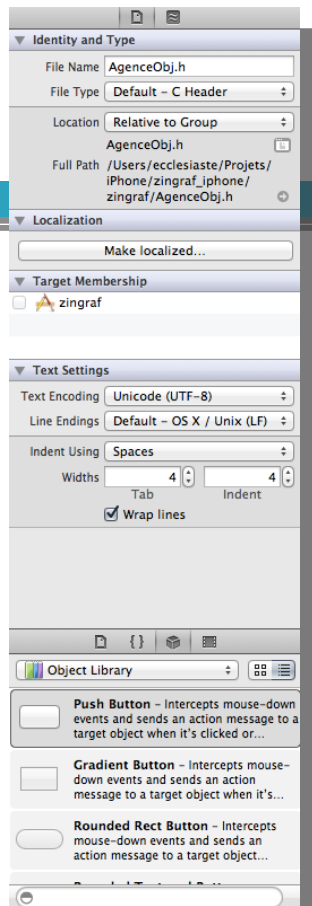 Identity and Type
File Name AgenceObj.h
File Type Default – C Header
Location Relative to Group
AgenceObj.h
Full Path /Users/ecclesiaste/Projets/
iPhone/zingraf_iphone/
zingraf/AgenceObj.h
Localization
Make localized...
Target Membership
zingraf
Text Settings
Text Encoding Unicode (UTF-8)
Line Endings Default – OS X / Unix (LF)
Indent Using Spaces
Widths 4 4
Tab Indent
Wrap lines
{}
Object Library
Push Button – Intercepts mouse-down
events and sends an action message to a
target object when it's clicked or...
Gradient Button – Intercepts mouse-
down events and sends an action
message to a target object when it's...
Rounded Rect Button – Intercepts
mouse-down events and sends an
action message to a target object...